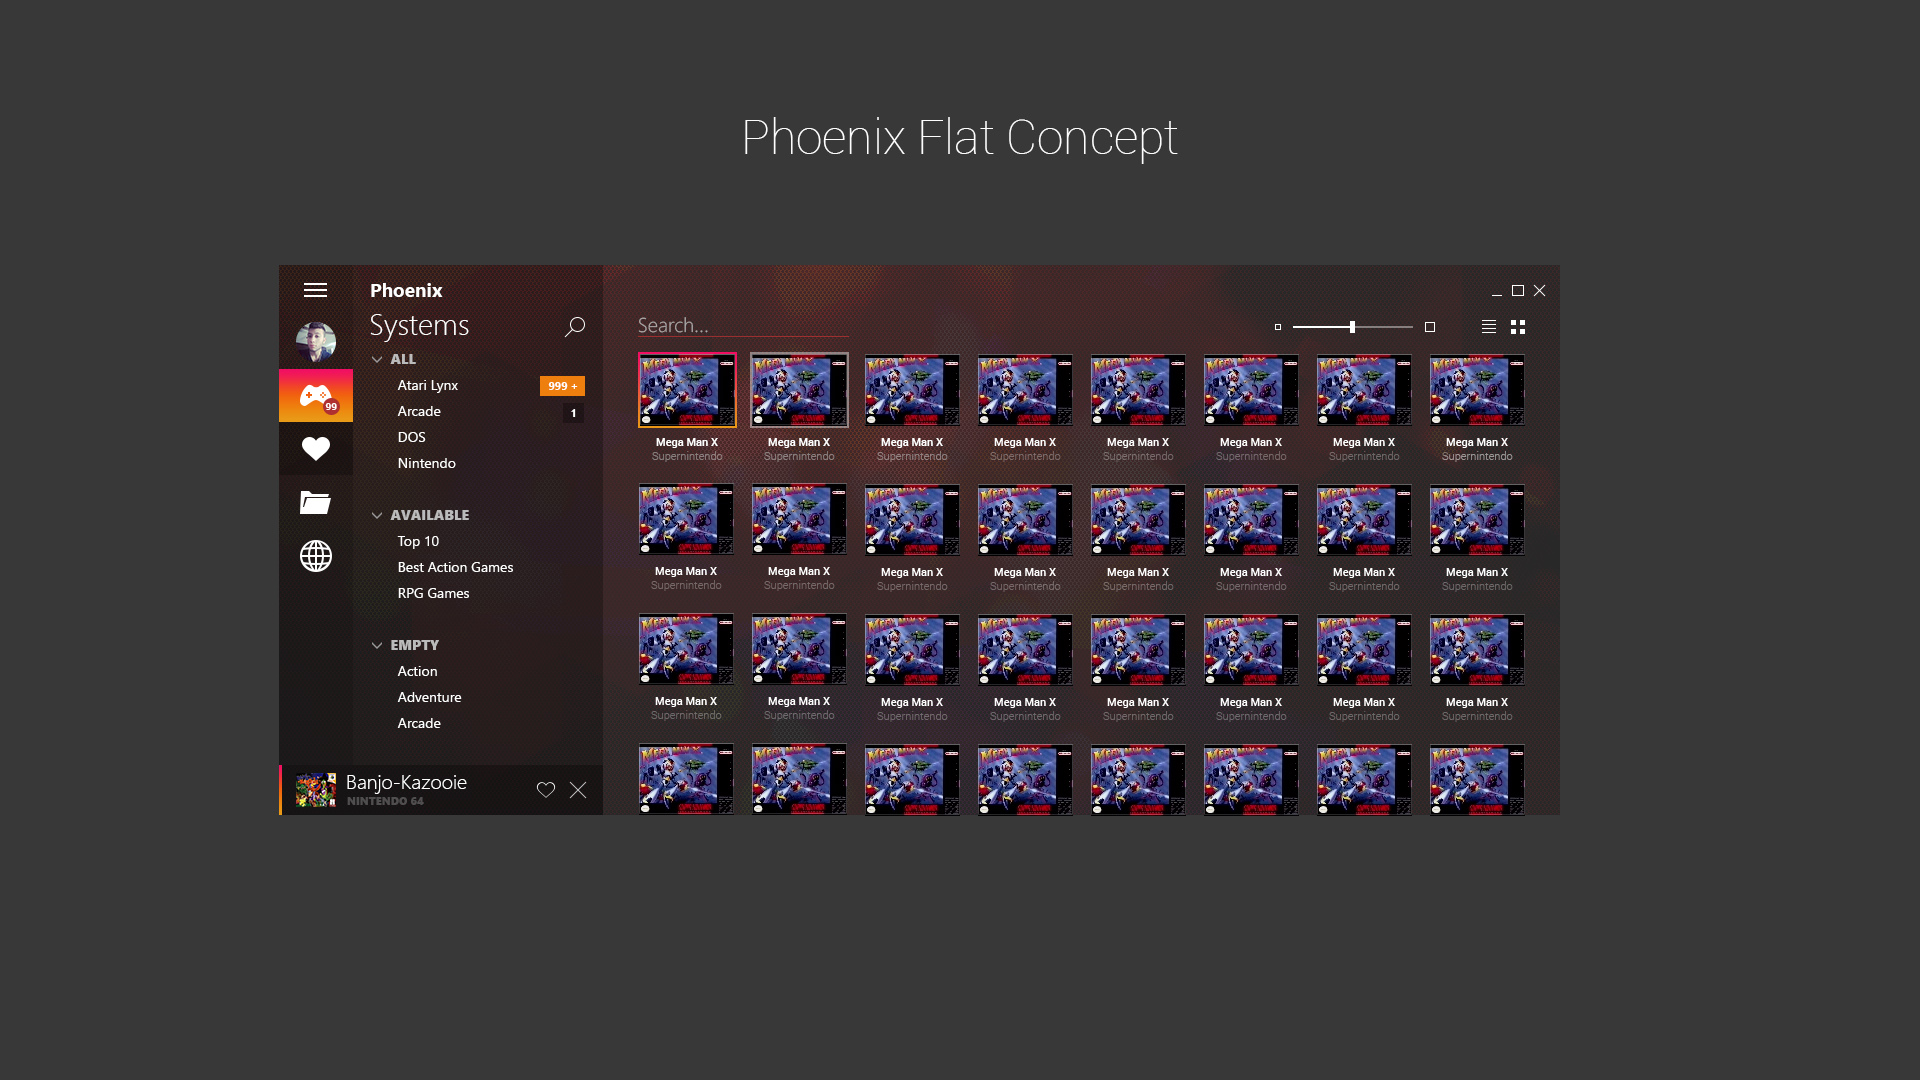 Phoenix Flat Concept
Phoenix
Systems
ALL
Atari Lynx 999 +
Arcade 1
DOS
Nintendo
99
AVAILABLE
Top 10
Best Action Games
RPG Games
EMPTY
Action
Adventure
Arcade
Banjo-Kazooie
NINTENDO 64
Search...
Mega Man X Mega Man X Mega Man X Mega Man X Mega Man X Mega Man X Mega Man X Mega Man X
Supernintendo Supernintendo Supernintendo Supernintendo Supernintendo Supernintendo Supernintendo Supernintendo
Mega Man X Mega Man X Mega Man X Mega Man X Mega Man X Mega Man X Mega Man X Mega Man X
Supernintendo Supernintendo Supernintendo Supernintendo Supernintendo Supernintendo Supernintendo Supernintendo
Mega Man X Mega Man X Mega Man X Mega Man X Mega Man X Mega Man X Mega Man X Mega Man X
Supernintendo Supernintendo Supernintendo Supernintendo Supernintendo Supernintendo Supernintendo Supernintendo